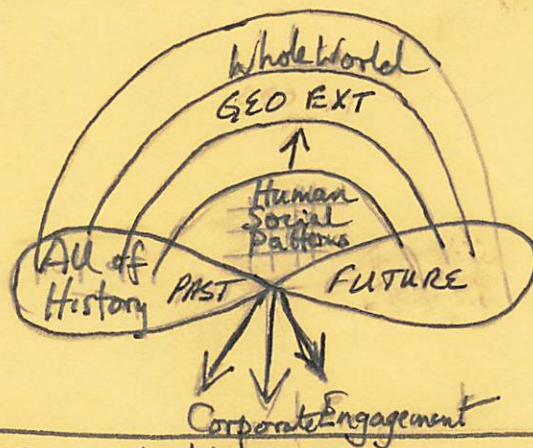 Whole World
GEO EXT
Human
Social
Patterns
All of
History
PAST
FUTURE
Corporate Engagement